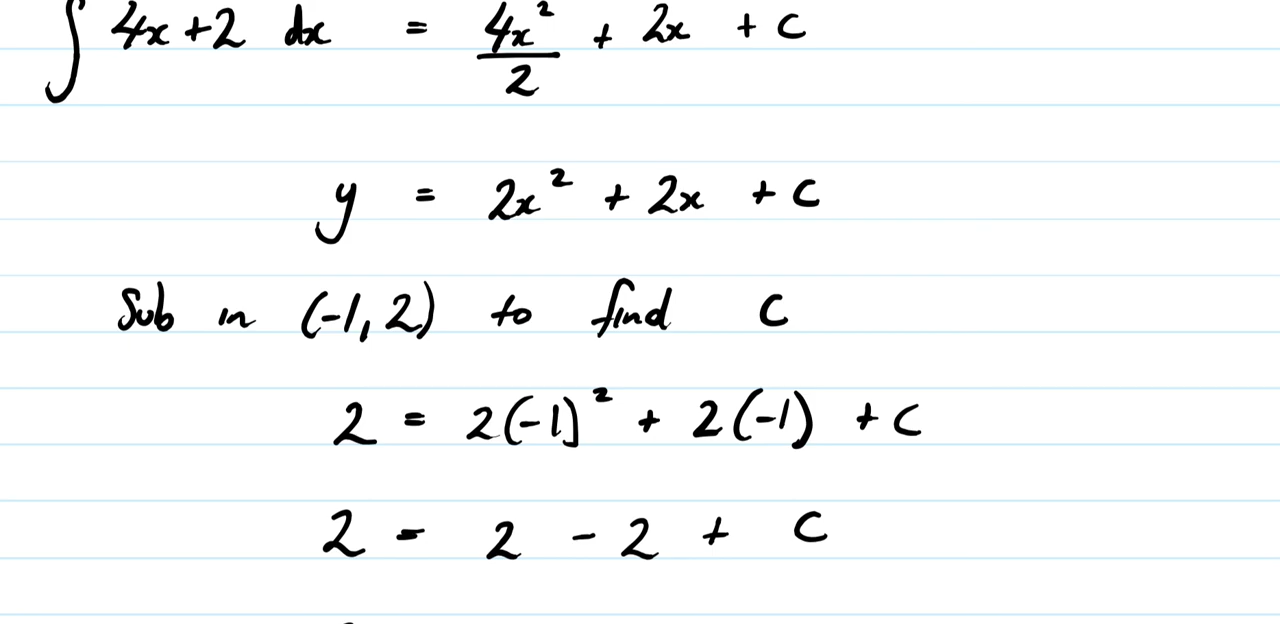 ∫ 4x + 2 dx = 4x²/2 + 2x + c
y = 2x² + 2x + c
Sub in (-1, 2) to find c
2 = 2(-1)² + 2(-1) + c
2 = 2 - 2 + c